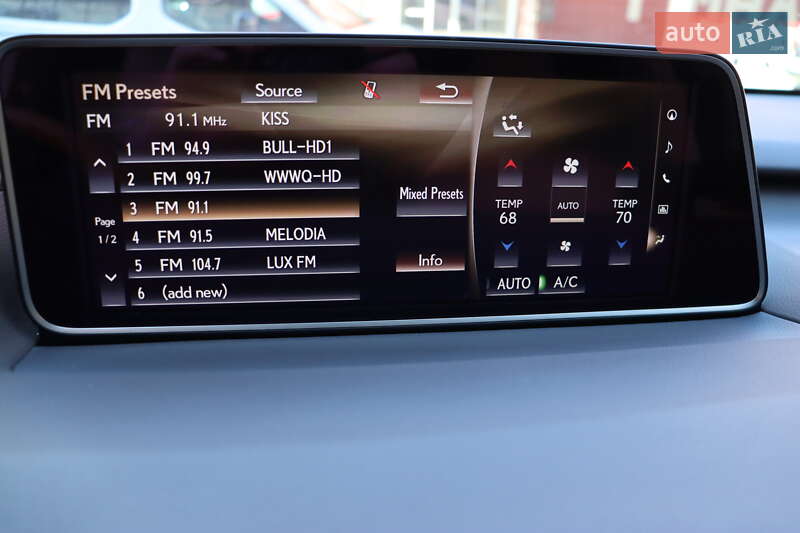 auto RIA.com
FM Presets Source
FM 91.1 MHz KISS
1 FM 94.9 BULL-HD1
2 FM 99.7 WWWQ-HD
3 FM 91.1
4 FM 91.5 MELODIA
5 FM 104.7 LUX FM
6 (add new)
Page
1/2
Mixed Presets
Info
TEMP
68
AUTO
TEMP
70
AUTO A/C